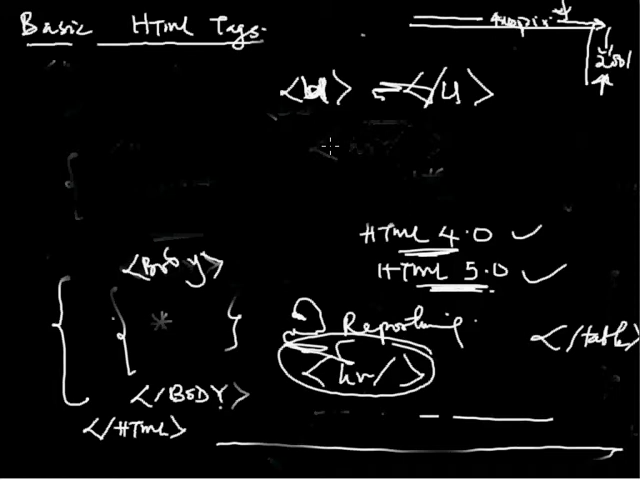 Basic HTML Tags.
<u> </u>
HTML 4.0
HTML 5.0
<Body>
Reporting.
</table>
<hr/>
</BODY>
</HTML>